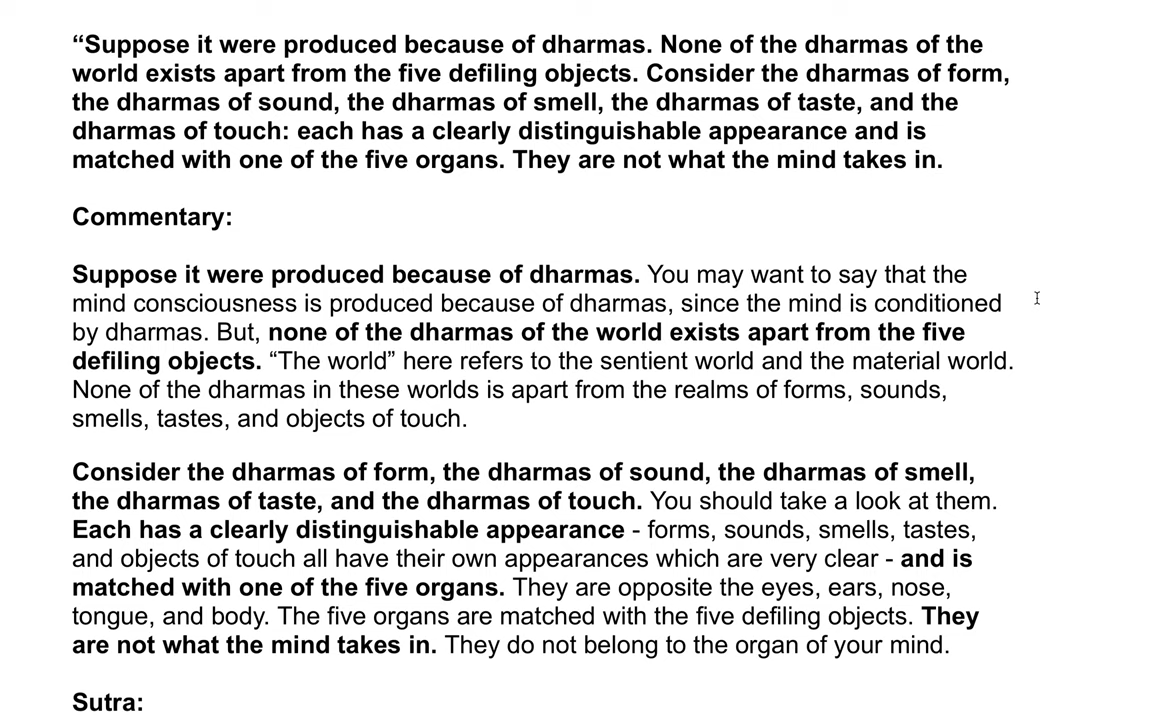 “Suppose it were produced because of dharmas. None of the dharmas of the
world exists apart from the five defiling objects. Consider the dharmas of form,
the dharmas of sound, the dharmas of smell, the dharmas of taste, and the
dharmas of touch: each has a clearly distinguishable appearance and is
matched with one of the five organs. They are not what the mind takes in.
Commentary:
Suppose it were produced because of dharmas. You may want to say that the
mind consciousness is produced because of dharmas, since the mind is conditioned
by dharmas. But, none of the dharmas of the world exists apart from the five
defiling objects. “The world” here refers to the sentient world and the material world.
None of the dharmas in these worlds is apart from the realms of forms, sounds,
smells, tastes, and objects of touch.
Consider the dharmas of form, the dharmas of sound, the dharmas of smell,
the dharmas of taste, and the dharmas of touch. You should take a look at them.
Each has a clearly distinguishable appearance - forms, sounds, smells, tastes,
and objects of touch all have their own appearances which are very clear - and is
matched with one of the five organs. They are opposite the eyes, ears, nose,
tongue, and body. The five organs are matched with the five defiling objects. They
are not what the mind takes in. They do not belong to the organ of your mind.
Sutra: